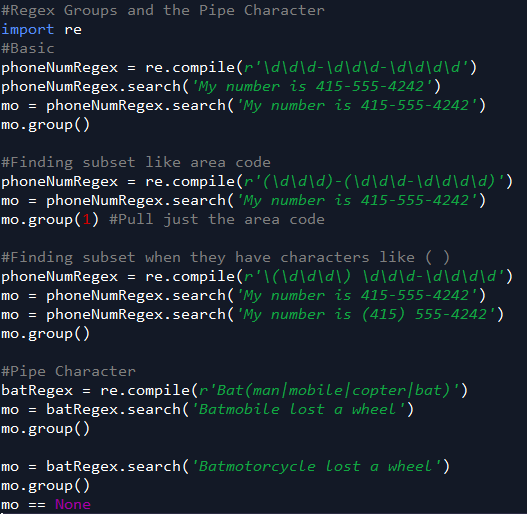 #Regex Groups and the Pipe Character
import re
#Basic
phoneNumRegex = re.compile(r'\d\d\d-\d\d\d-\d\d\d\d')
phoneNumRegex.search('My number is 415-555-4242')
mo = phoneNumRegex.search('My number is 415-555-4242')
mo.group()

#Finding subset like area code
phoneNumRegex = re.compile(r'(\d\d\d)-(\d\d\d-\d\d\d\d)')
mo = phoneNumRegex.search('My number is 415-555-4242')
mo.group(1) #Pull just the area code

#Finding subset when they have characters like ( )
phoneNumRegex = re.compile(r'\(\d\d\d\) \d\d\d-\d\d\d\d')
mo = phoneNumRegex.search('My number is 415-555-4242')
mo = phoneNumRegex.search('My number is (415) 555-4242')
mo.group()

#Pipe Character
batRegex = re.compile(r'Bat(man|mobile|copter|bat)')
mo = batRegex.search('Batmobile lost a wheel')
mo.group()

mo = batRegex.search('Batmotorcycle lost a wheel')
mo.group()
mo == None